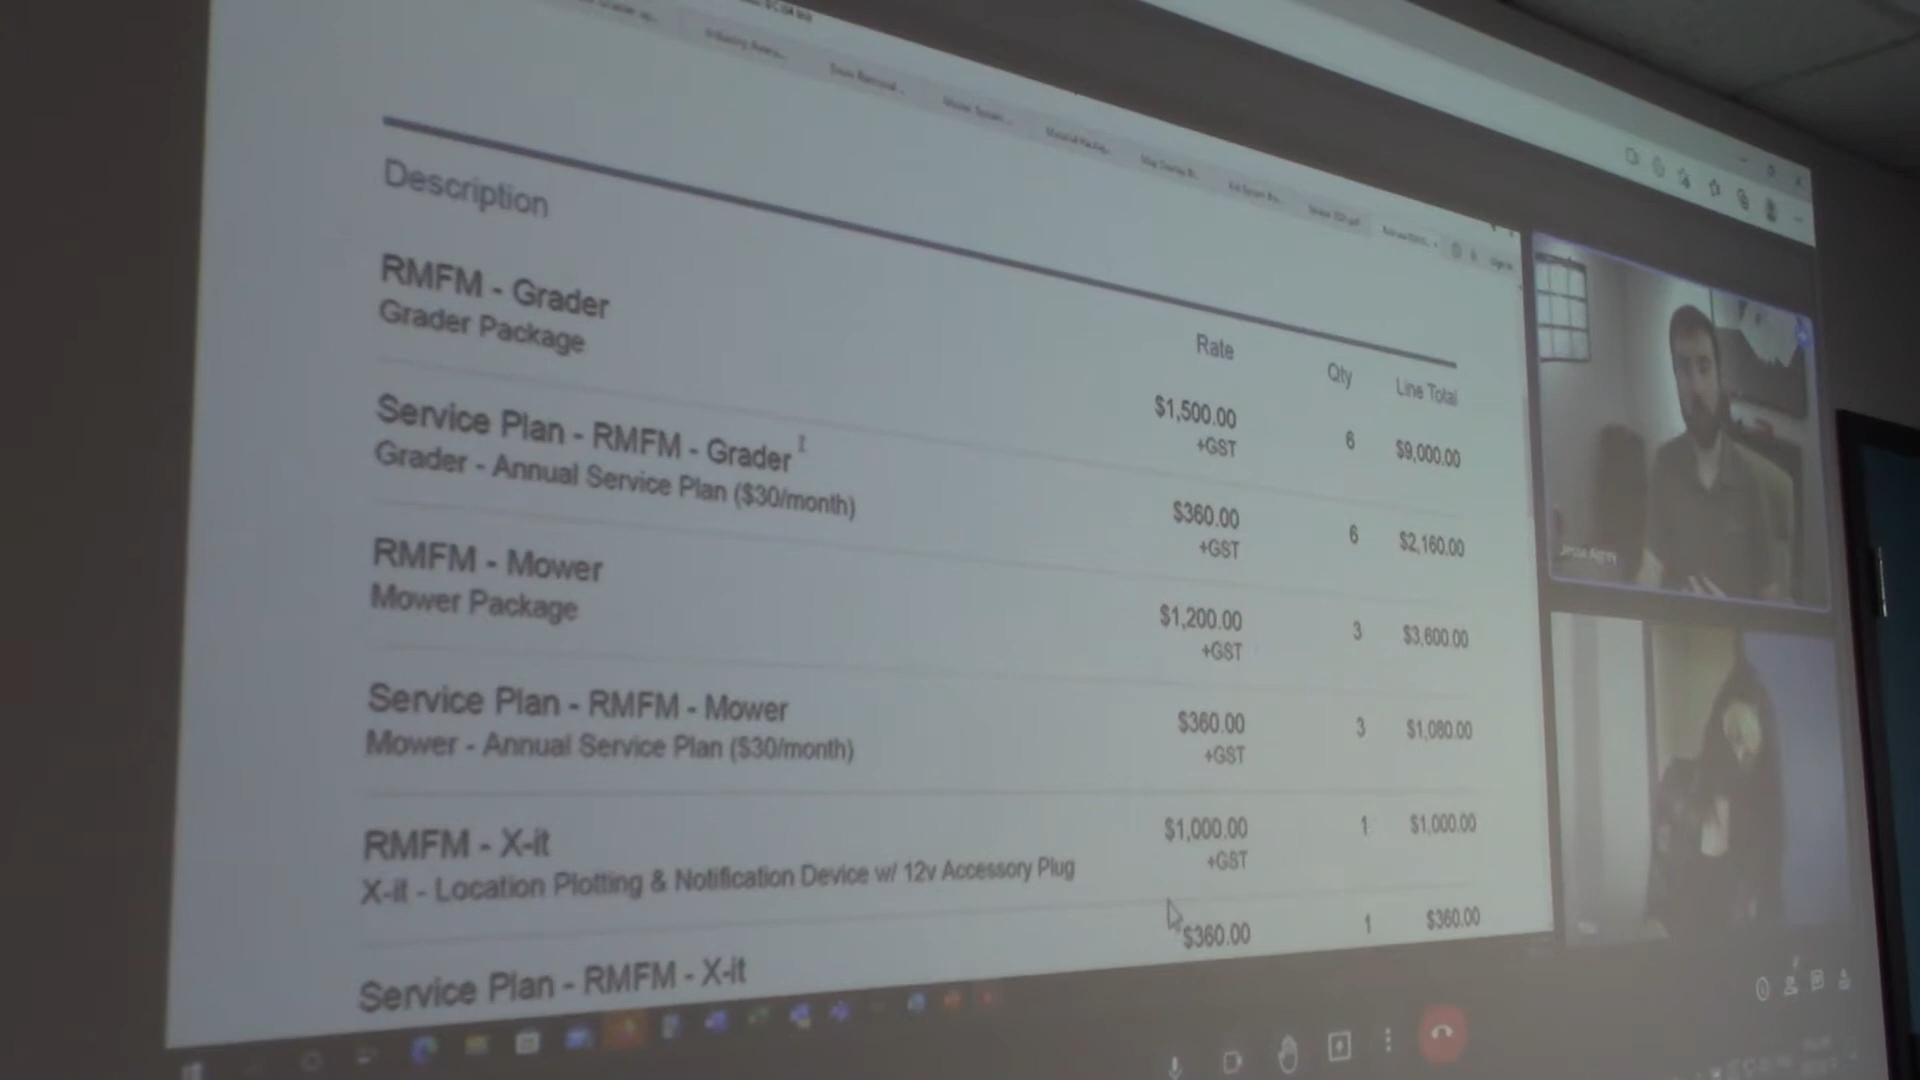 Description
Rate
Qty
Line Total
RMFM - Grader
Grader Package
$1,500.00
+GST
6
$9,000.00
Service Plan - RMFM - Grader
Grader - Annual Service Plan ($30/month)
$360.00
+GST
6
$2,160.00
RMFM - Mower
Mower Package
$1,200.00
+GST
3
$3,600.00
Service Plan - RMFM - Mower
Mower - Annual Service Plan ($30/month)
$360.00
+GST
3
$1,080.00
RMFM - X-it
X-it - Location Plotting & Notification Device w/ 12v Accessory Plug
$1,000.00
+GST
1
$1,000.00
Service Plan - RMFM - X-it
$360.00
1
$360.00